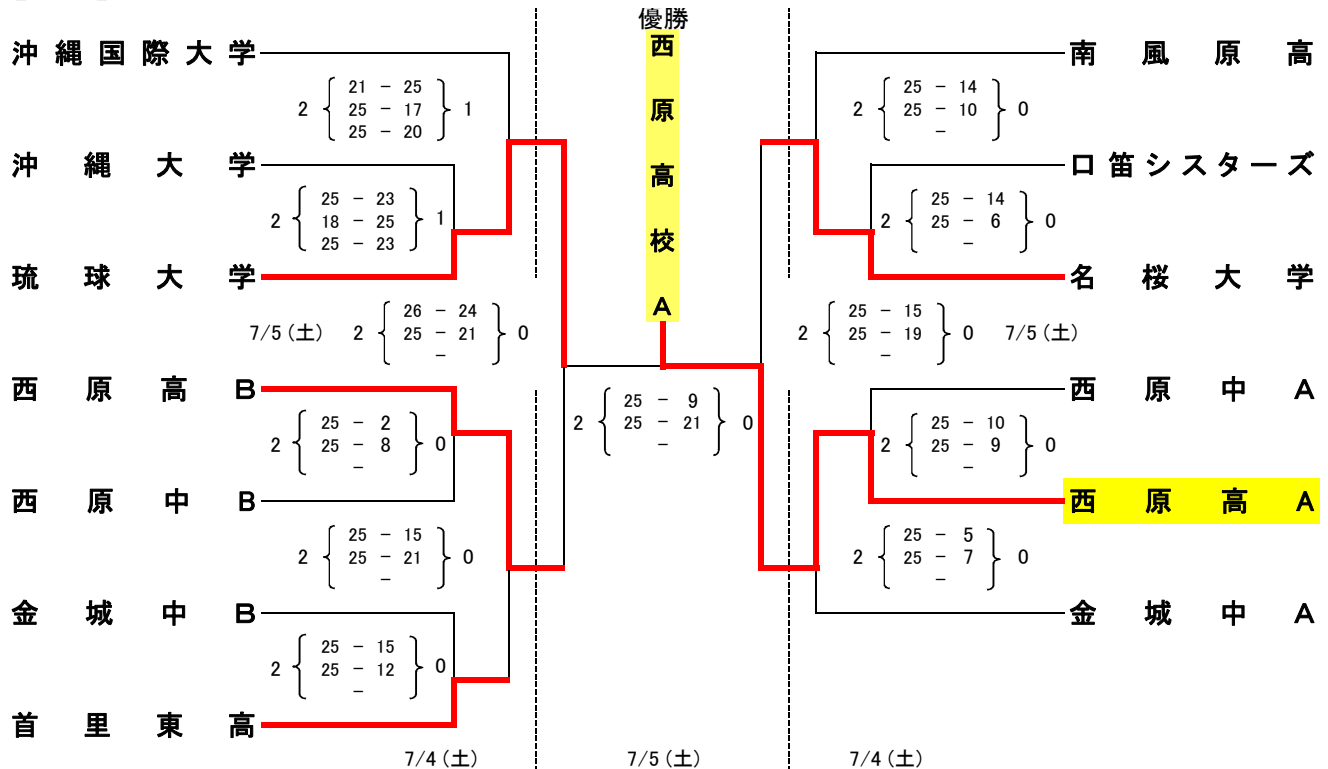 優勝
西原高校A
沖縄国際大学
2 { 21 - 25 } 1
25 - 17
25 - 20
沖縄大学
2 { 25 - 23 } 1
18 - 25
25 - 23
琉球大学
7/5(土) 2 { 26 - 24 } 0
25 - 21
-
西原高B
2 { 25 - 2 } 0
25 - 8
-
西原中B
2 { 25 - 15 } 0
25 - 21
-
金城中B
2 { 25 - 15 } 0
25 - 12
-
首里東高
2 { 25 - 9 } 0
25 - 21
-
南風原高
2 { 25 - 14 } 0
25 - 10
-
口笛シスターズ
2 { 25 - 14 } 0
25 - 6
-
名桜大学
2 { 25 - 15 } 0 7/5(土)
25 - 19
-
西原中A
2 { 25 - 10 } 0
25 - 9
-
西原高A
2 { 25 - 5 } 0
25 - 7
-
金城中A
7/4(土) 7/5(土) 7/4(土)